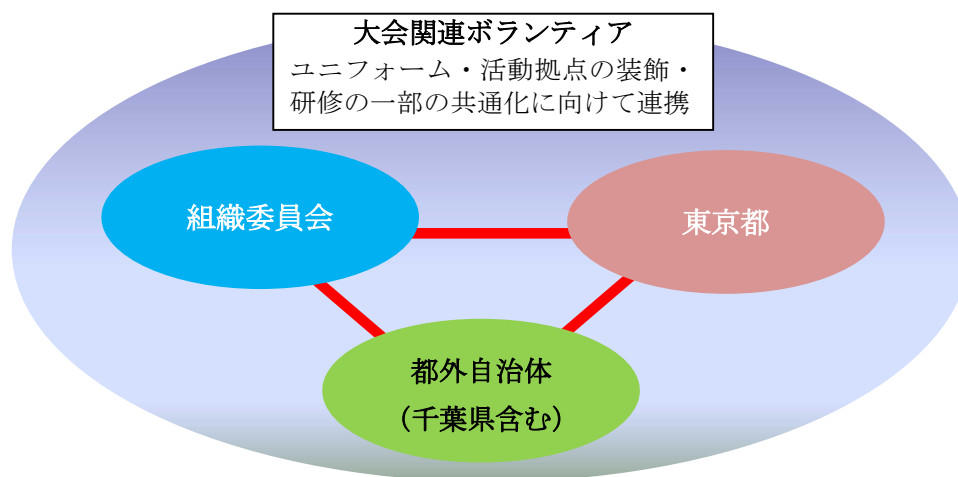 大会関連ボランティア
ユニフォーム・活動拠点の装飾・
研修の一部の共通化に向けて連携
組織委員会
東京都
都外自治体
(千葉県含む)